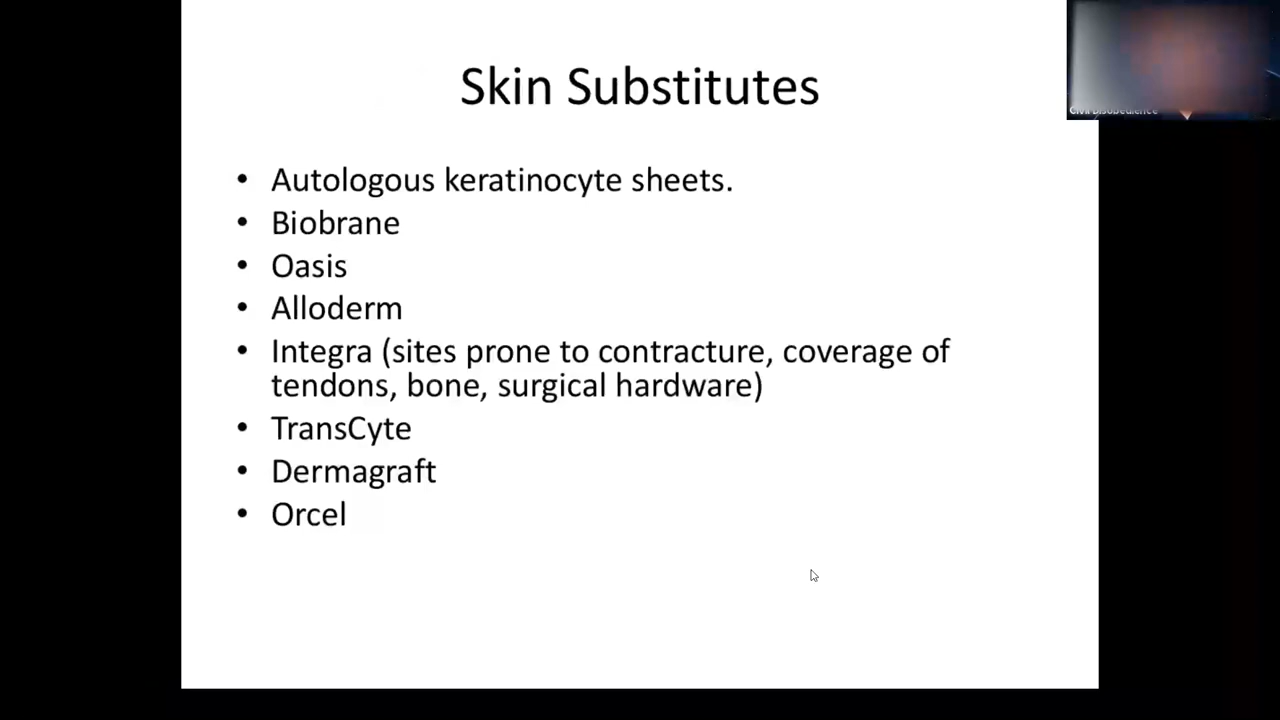 Skin Substitutes
• Autologous keratinocyte sheets.
• Biobrane
• Oasis
• Alloderm
• Integra (sites prone to contracture, coverage of
tendons, bone, surgical hardware)
• TransCyte
• Dermagraft
• Orcel